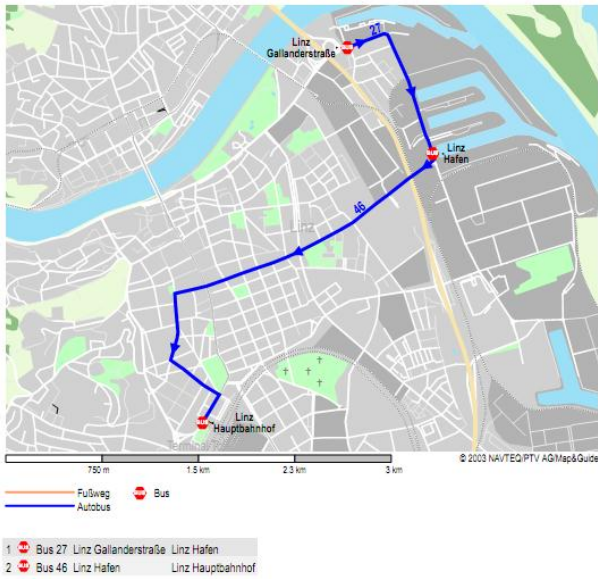 27
Linz
Gallanderstraße
Linz
Hafen
46
Linz
Linz
Hauptbahnhof
© 2003 NAVTEQ/PTV AG/Map&Guide
750 m
1.5 km
2.3 km
3 km
Fußweg
Bus
Autobus
1 Bus 27 Linz Gallanderstraße Linz Hafen
2 Bus 46 Linz Hafen Linz Hauptbahnhof